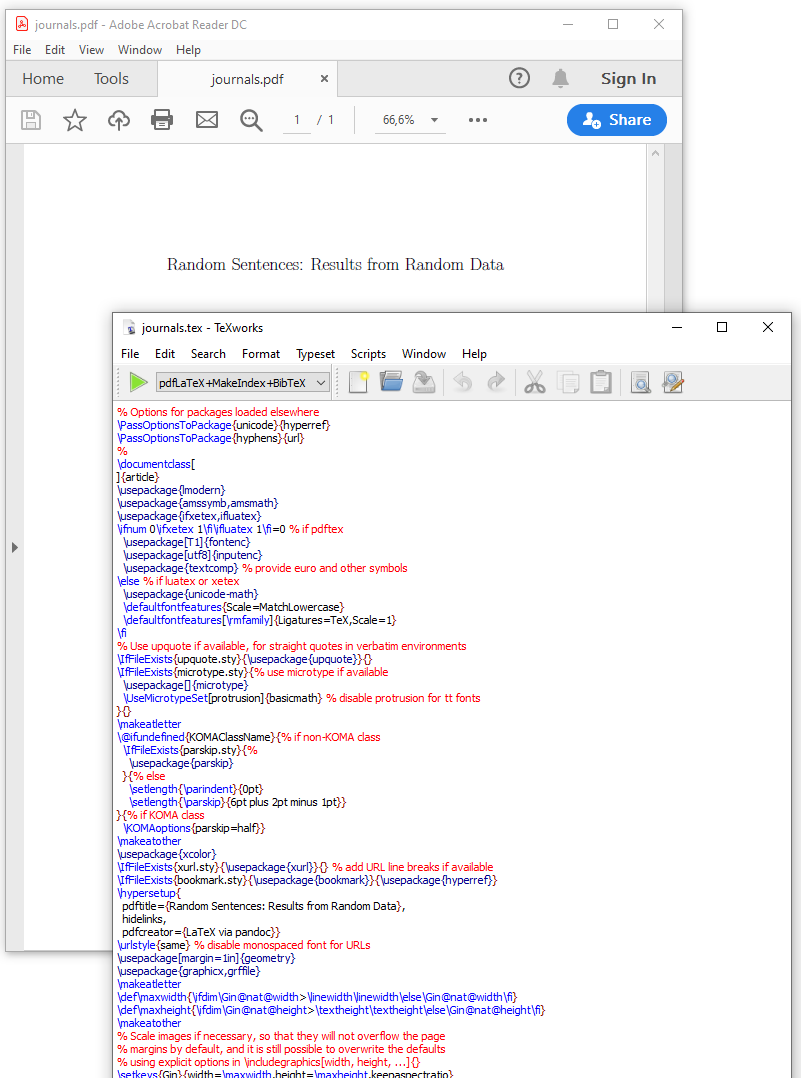 journals.pdf - Adobe Acrobat Reader DC
File Edit View Window Help
Home Tools journals.pdf × ? Sign In
1 / 1 66,6% Share
Random Sentences: Results from Random Data
journals.tex - TeXworks
File Edit Search Format Typeset Scripts Window Help
pdfLaTeX+MakeIndex+BibTeX
% Options for packages loaded elsewhere
\PassOptionsToPackage{unicode}{hyperref}
\PassOptionsToPackage{hyphens}{url}
%
\documentclass[
]{article}
\usepackage{lmodern}
\usepackage{amssymb,amsmath}
\usepackage{ifxetex,ifluatex}
\ifnum 0\ifxetex 1\fi\ifluatex 1\fi=0 % if pdftex
\usepackage[T1]{fontenc}
\usepackage[utf8]{inputenc}
\usepackage{textcomp} % provide euro and other symbols
\else % if luatex or xetex
\usepackage{unicode-math}
\defaultfontfeatures{Scale=MatchLowercase}
\defaultfontfeatures[\rmfamily]{Ligatures=TeX,Scale=1}
\fi
% Use upquote if available, for straight quotes in verbatim environments
\IfFileExists{upquote.sty}{\usepackage{upquote}}{}
\IfFileExists{microtype.sty}{% use microtype if available
\usepackage[]{microtype}
\UseMicrotypeSet[protrusion]{basicmath} % disable protrusion for tt fonts
}{}
\makeatletter
\@ifundefined{KOMAClassName}{% if non-KOMA class
\IfFileExists{parskip.sty}{%
\usepackage{parskip}
}{% else
\setlength{\parindent}{0pt}
\setlength{\parskip}{6pt plus 2pt minus 1pt}}
}{% if KOMA class
\KOMAoptions{parskip=half}}
\makeatother
\usepackage{xcolor}
\IfFileExists{xurl.sty}{\usepackage{xurl}}{} % add URL line breaks if available
\IfFileExists{bookmark.sty}{\usepackage{bookmark}}{\usepackage{hyperref}}
\hypersetup{
pdftitle={Random Sentences: Results from Random Data},
hidelinks,
pdfcreator={LaTeX via pandoc}}
\urlstyle{same} % disable monospaced font for URLs
\usepackage[margin=1in]{geometry}
\usepackage{graphicx,grffile}
\makeatletter
\def\maxwidth{\ifdim\Gin@nat@width>\linewidth\linewidth\else\Gin@nat@width\fi}
\def\maxheight{\ifdim\Gin@nat@height>\textheight\textheight\else\Gin@nat@height\fi}
\makeatother
% Scale images if necessary, so that they will not overflow the page
% margins by default, and it is still possible to overwrite the defaults
% using explicit options in \includegraphics[width, height, ...]{}
\setkeys{Gin}{width=\maxwidth,height=\maxheight,keepaspectratio}